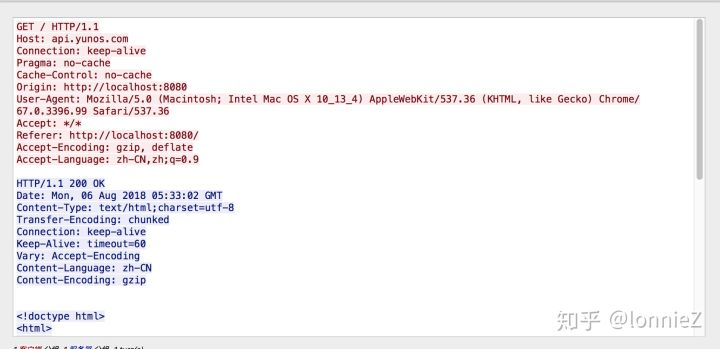 GET / HTTP/1.1
Host: api.yunos.com
Connection: keep-alive
Pragma: no-cache
Cache-Control: no-cache
Origin: http://localhost:8080
User-Agent: Mozilla/5.0 (Macintosh; Intel Mac OS X 10_13_4) AppleWebKit/537.36 (KHTML, like Gecko) Chrome/
67.0.3396.99 Safari/537.36
Accept: */*
Referer: http://localhost:8080/
Accept-Encoding: gzip, deflate
Accept-Language: zh-CN,zh;q=0.9
HTTP/1.1 200 OK
Date: Mon, 06 Aug 2018 05:33:02 GMT
Content-Type: text/html;charset=utf-8
Transfer-Encoding: chunked
Connection: keep-alive
Keep-Alive: timeout=60
Vary: Accept-Encoding
Content-Language: zh-CN
Content-Encoding: gzip
<!doctype html>
<html>
知乎 @lonnieZ